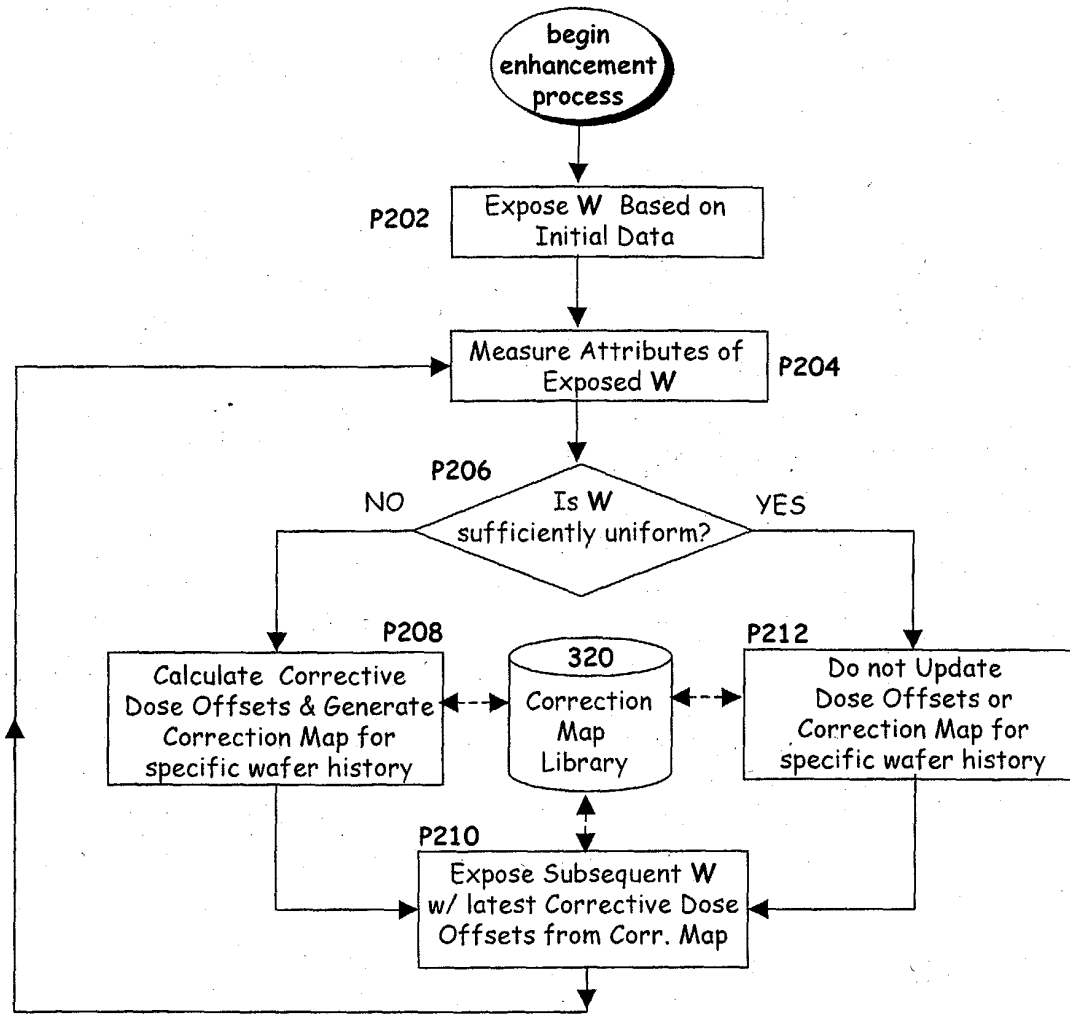 begin
enhancement
process
P202
Expose W Based on
Initial Data
Measure Attributes of
Exposed W
P204
P206
NO
Is W
sufficiently uniform?
YES
P208
Calculate Corrective
Dose Offsets & Generate
Correction Map for
specific wafer history
320
Correction
Map
Library
P212
Do not Update
Dose Offsets or
Correction Map for
specific wafer history
P210
Expose Subsequent W
w/ latest Corrective Dose
Offsets from Corr. Map